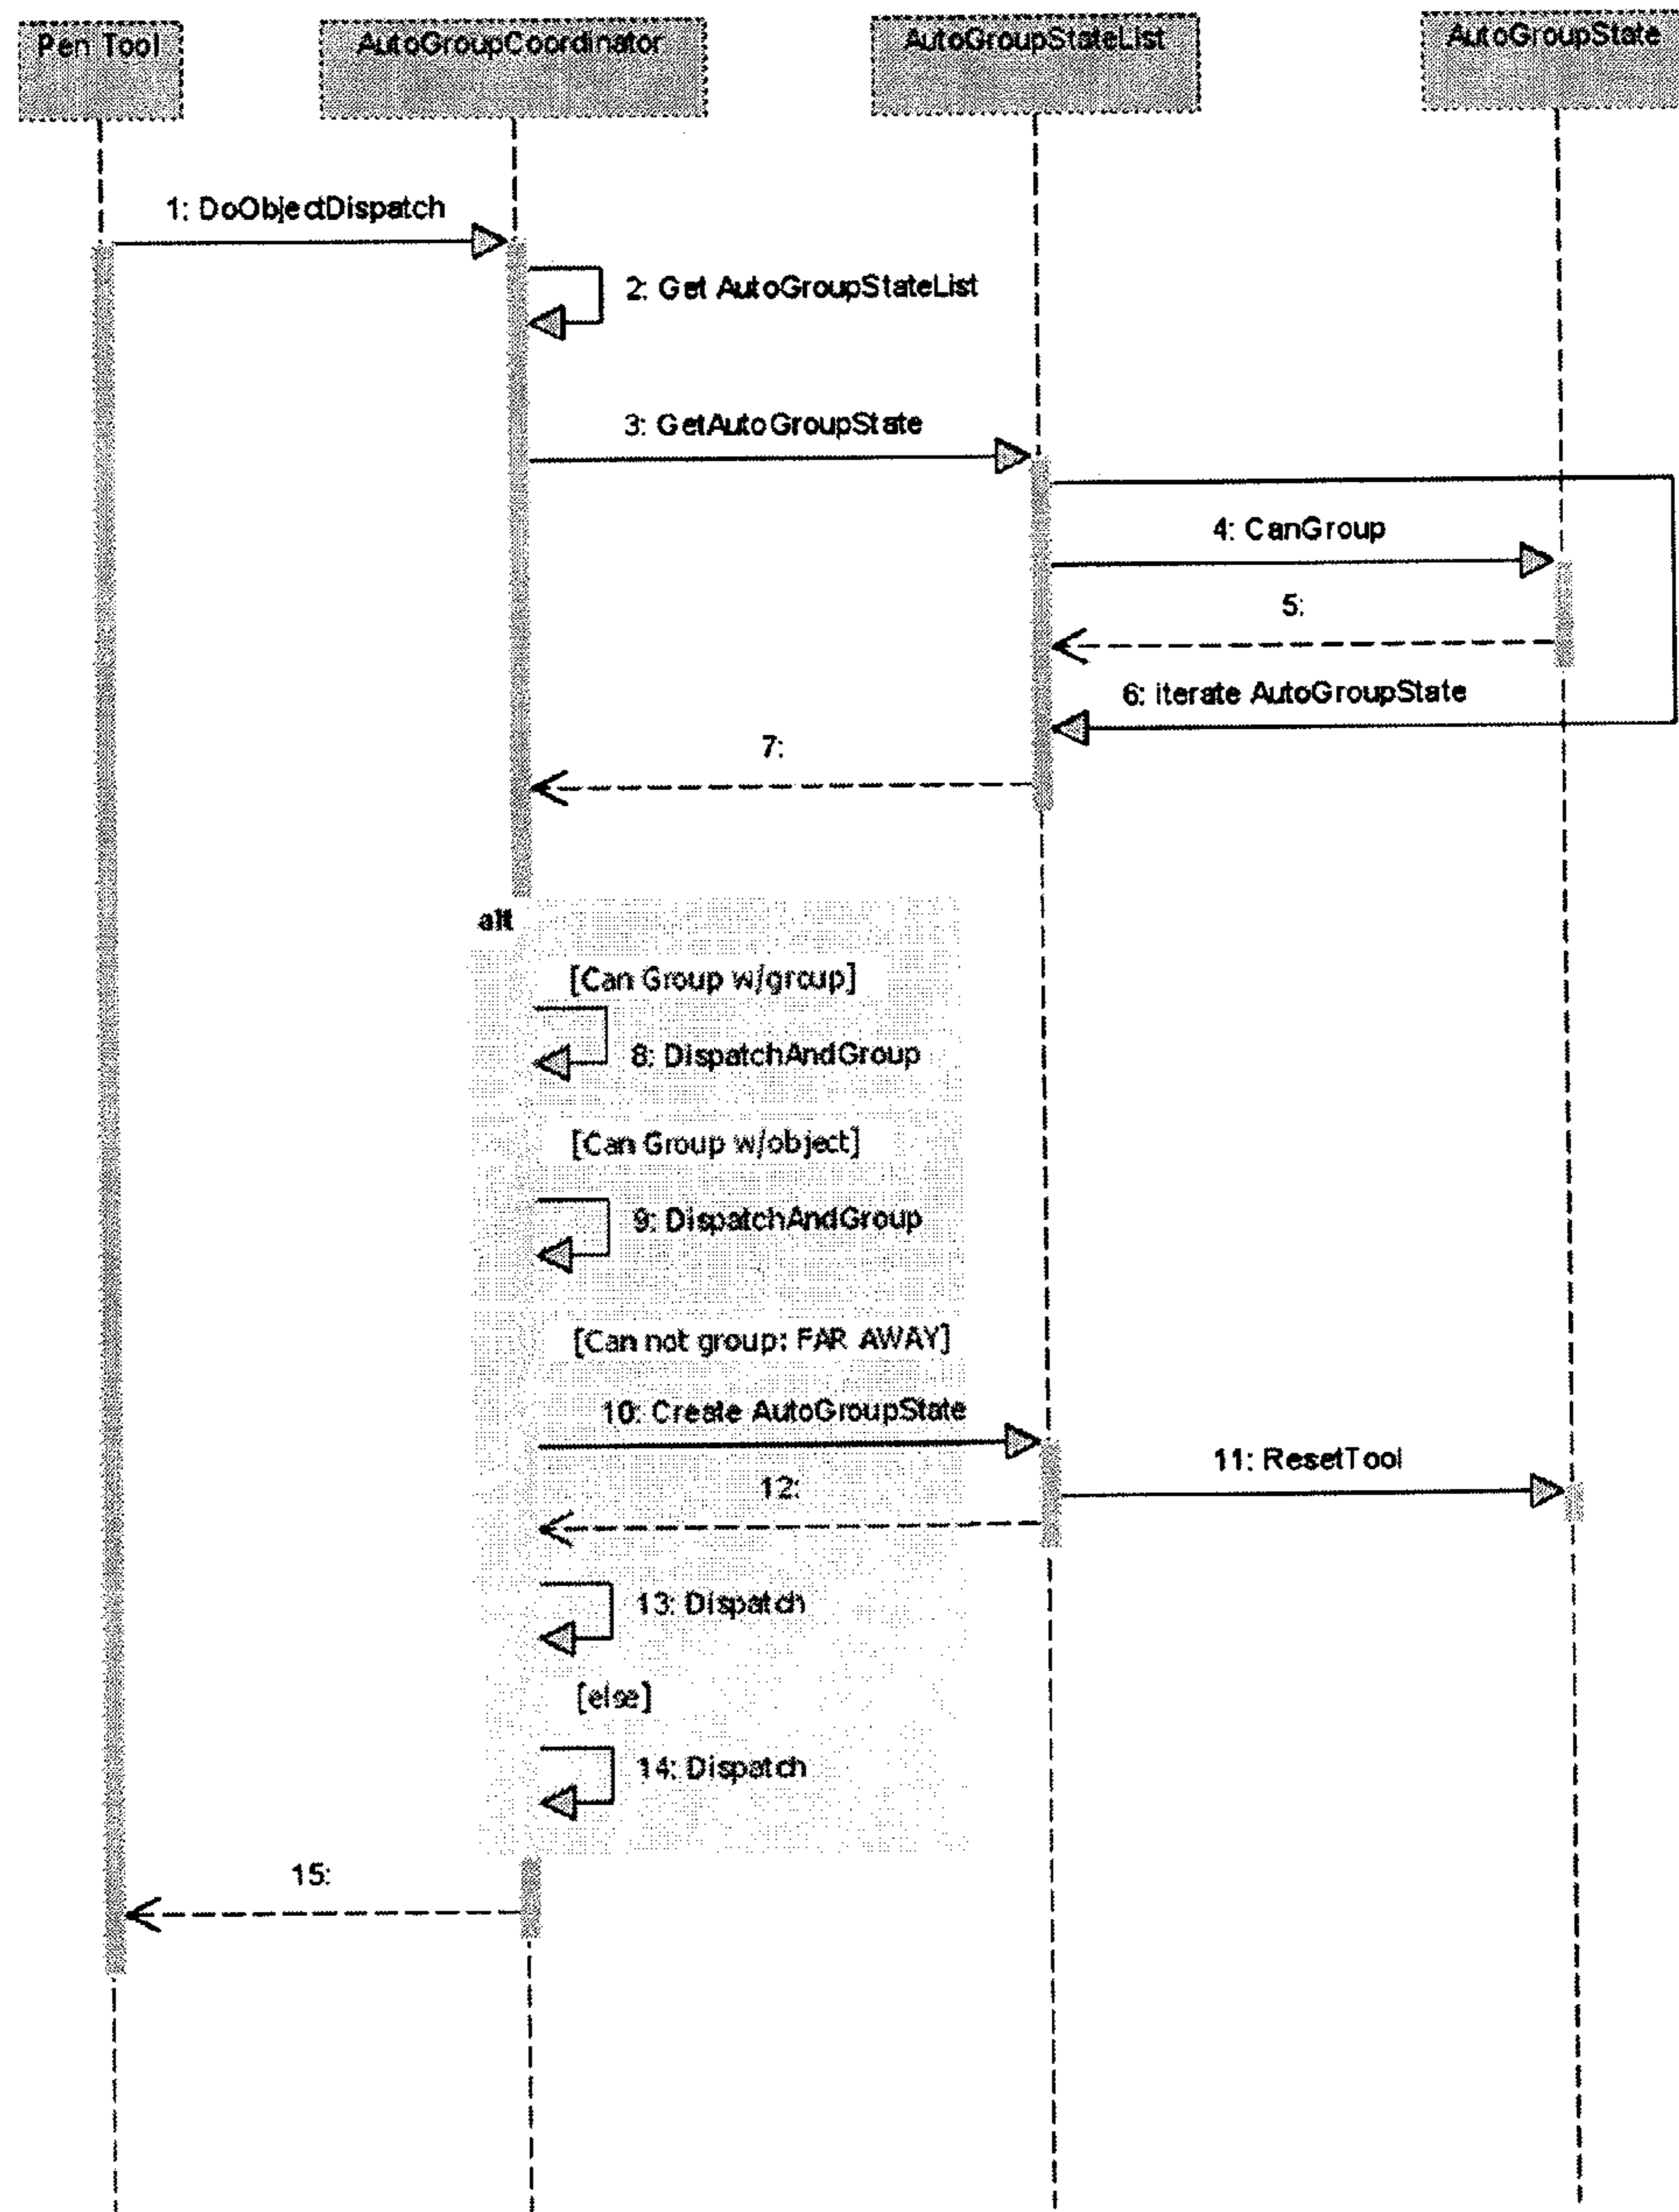 Pen Tool
AutoGroupCoordinator
AutoGroupStateList
AutoGroupState
1: DoObjectDispatch
2: Get AutoGroupStateList
3: GetAutoGroupState
4: CanGroup
5:
6: iterate AutoGroupState
7:
alt
[Can Group w/group]
8: DispatchAndGroup
[Can Group w/object]
9: DispatchAndGroup
[Can not group: FAR AWAY]
10: Create AutoGroupState
11: ResetTool
12:
13: Dispatch
[else]
14: Dispatch
15: